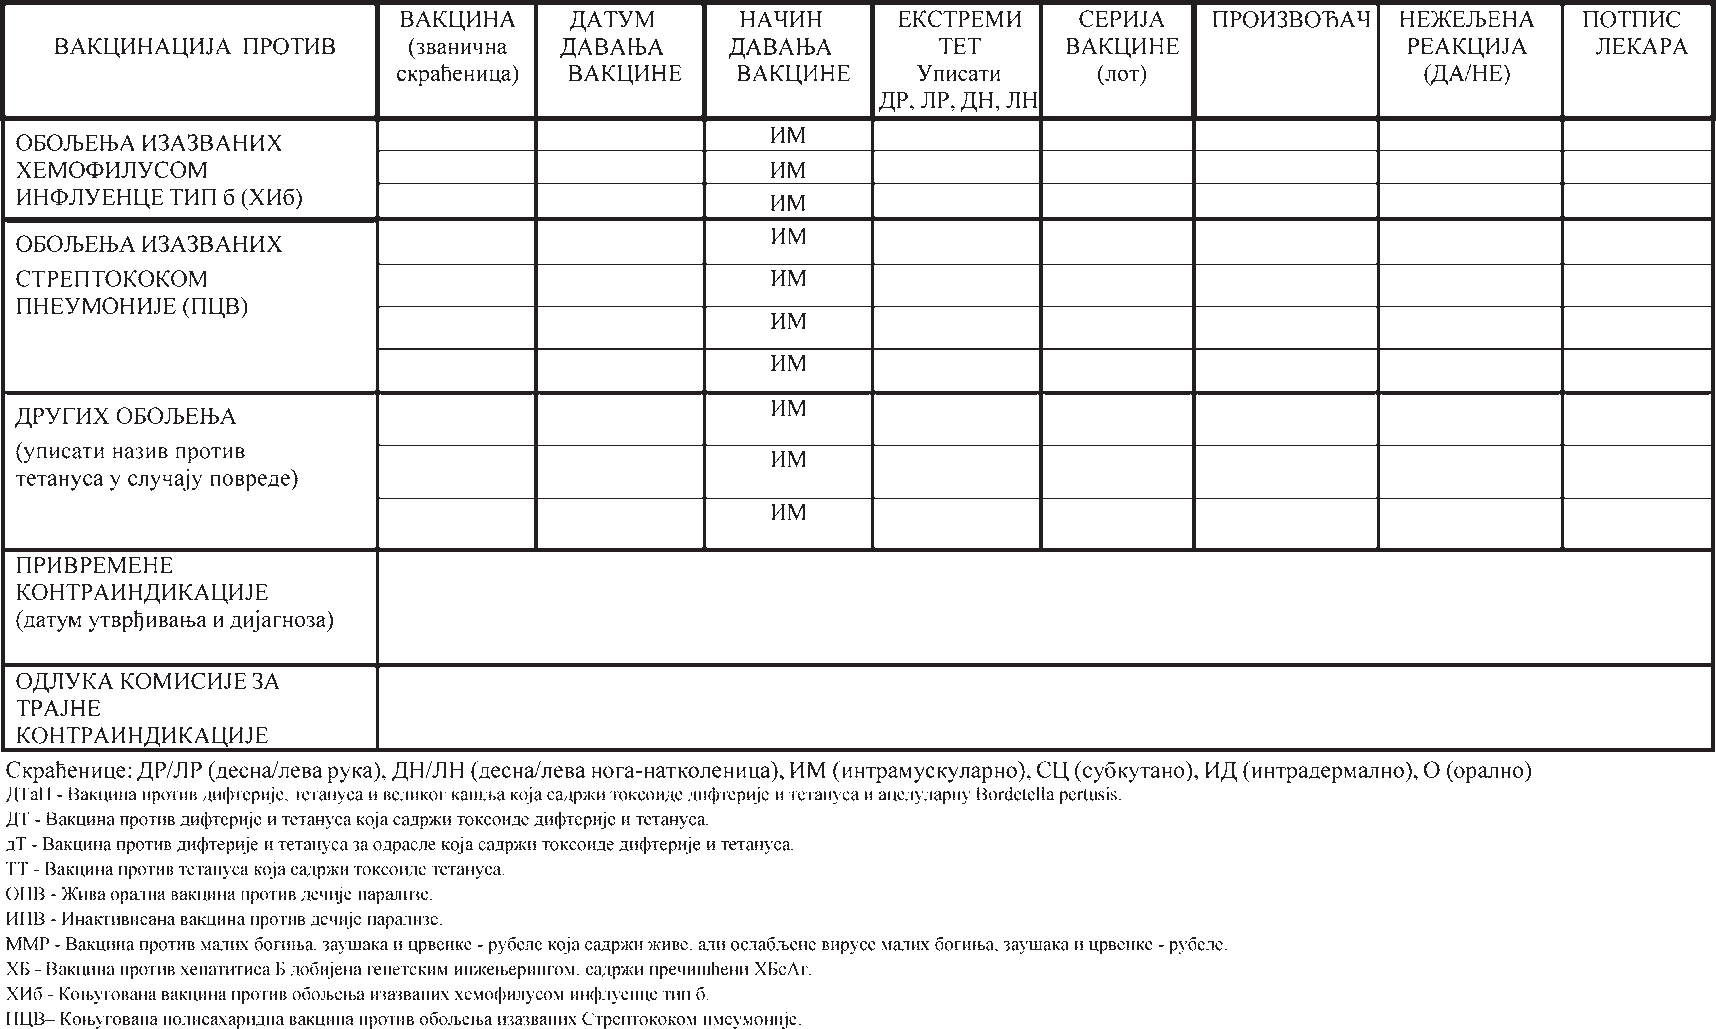 ВАКЦИНАЦИЈА ПРОТИВ
ВАКЦИНА
(званична
скраћеница)
ДАТУМ
ДАВАЊА
ВАКЦИНЕ
НАЧИН
ДАВАЊА
ВАКЦИНЕ
ЕКСТРЕМИ
ТЕТ
Уписати
ДР, ЛР, ДН, ЛН
СЕРИЈА
ВАКЦИНЕ
(лот)
ПРОИЗВОЂАЧ
НЕЖЕЉЕНА
РЕАКЦИЈА
(ДА/НЕ)
ПОТПИС
ЛЕКАРА
ОБОЉЕЊА ИЗАЗВАНИХ
ХЕМОФИЛУСОМ
ИНФЛУЕНЦЕ ТИП б (ХИб)
ИМ
ИМ
ИМ
ОБОЉЕЊА ИЗАЗВАНИХ
СТРЕПТОКОКОМ
ПНЕУМОНИЈЕ (ПЦВ)
ИМ
ИМ
ИМ
ИМ
ДРУГИХ ОБОЉЕЊА
(уписати назив против
тетануса у случају повреде)
ИМ
ИМ
ИМ
ПРИВРЕМЕНЕ
КОНТРАИНДИКАЦИЈЕ
(датум утврђивања и дијагноза)
ОДЛУКА КОМИСИЈЕ ЗА
ТРАЈНЕ
КОНТРАИНДИКАЦИЈЕ
Скраћенице: ДР/ЛР (десна/лева рука), ДН/ЛН (десна/лева нога-натколеница), ИМ (интрамускуларно), СЦ (субкутано), ИД (интрадермално), О (орално)
ДТаП - Вакцина против дифтерије, тетануса и великог кашља која садржи токсоиде дифтерије и тетануса и ацелуларну Bordetella pertusis.
ДТ - Вакцина против дифтерије и тетануса која садржи токсоиде дифтерије и тетануса.
дТ - Вакцина против дифтерије и тетануса за одрасле која садржи токсоиде дифтерије и тетануса.
ТТ - Вакцина против тетануса која садржи токсоиде тетануса.
ОПВ - Жива орална вакцина против дечије парализе.
ИПВ - Инактивисана вакцина против дечије парализе.
ММР - Вакцина против малих богиња, заушака и црвенке - рубеле која садржи живе, али ослабљене вирусе малих богиња, заушака и црвенке - рубеле.
ХБ - Вакцина против хепатитиса Б добијена генетским инжењерингом, садржи пречишћени ХБсАг.
ХИб - Коњугована вакцина против обољења изазваних хемофилусом инфлуенце тип б.
ПЦВ– Коњугована полисахаридна вакцина против обољења изазваних Стрептококом пмеумоније.